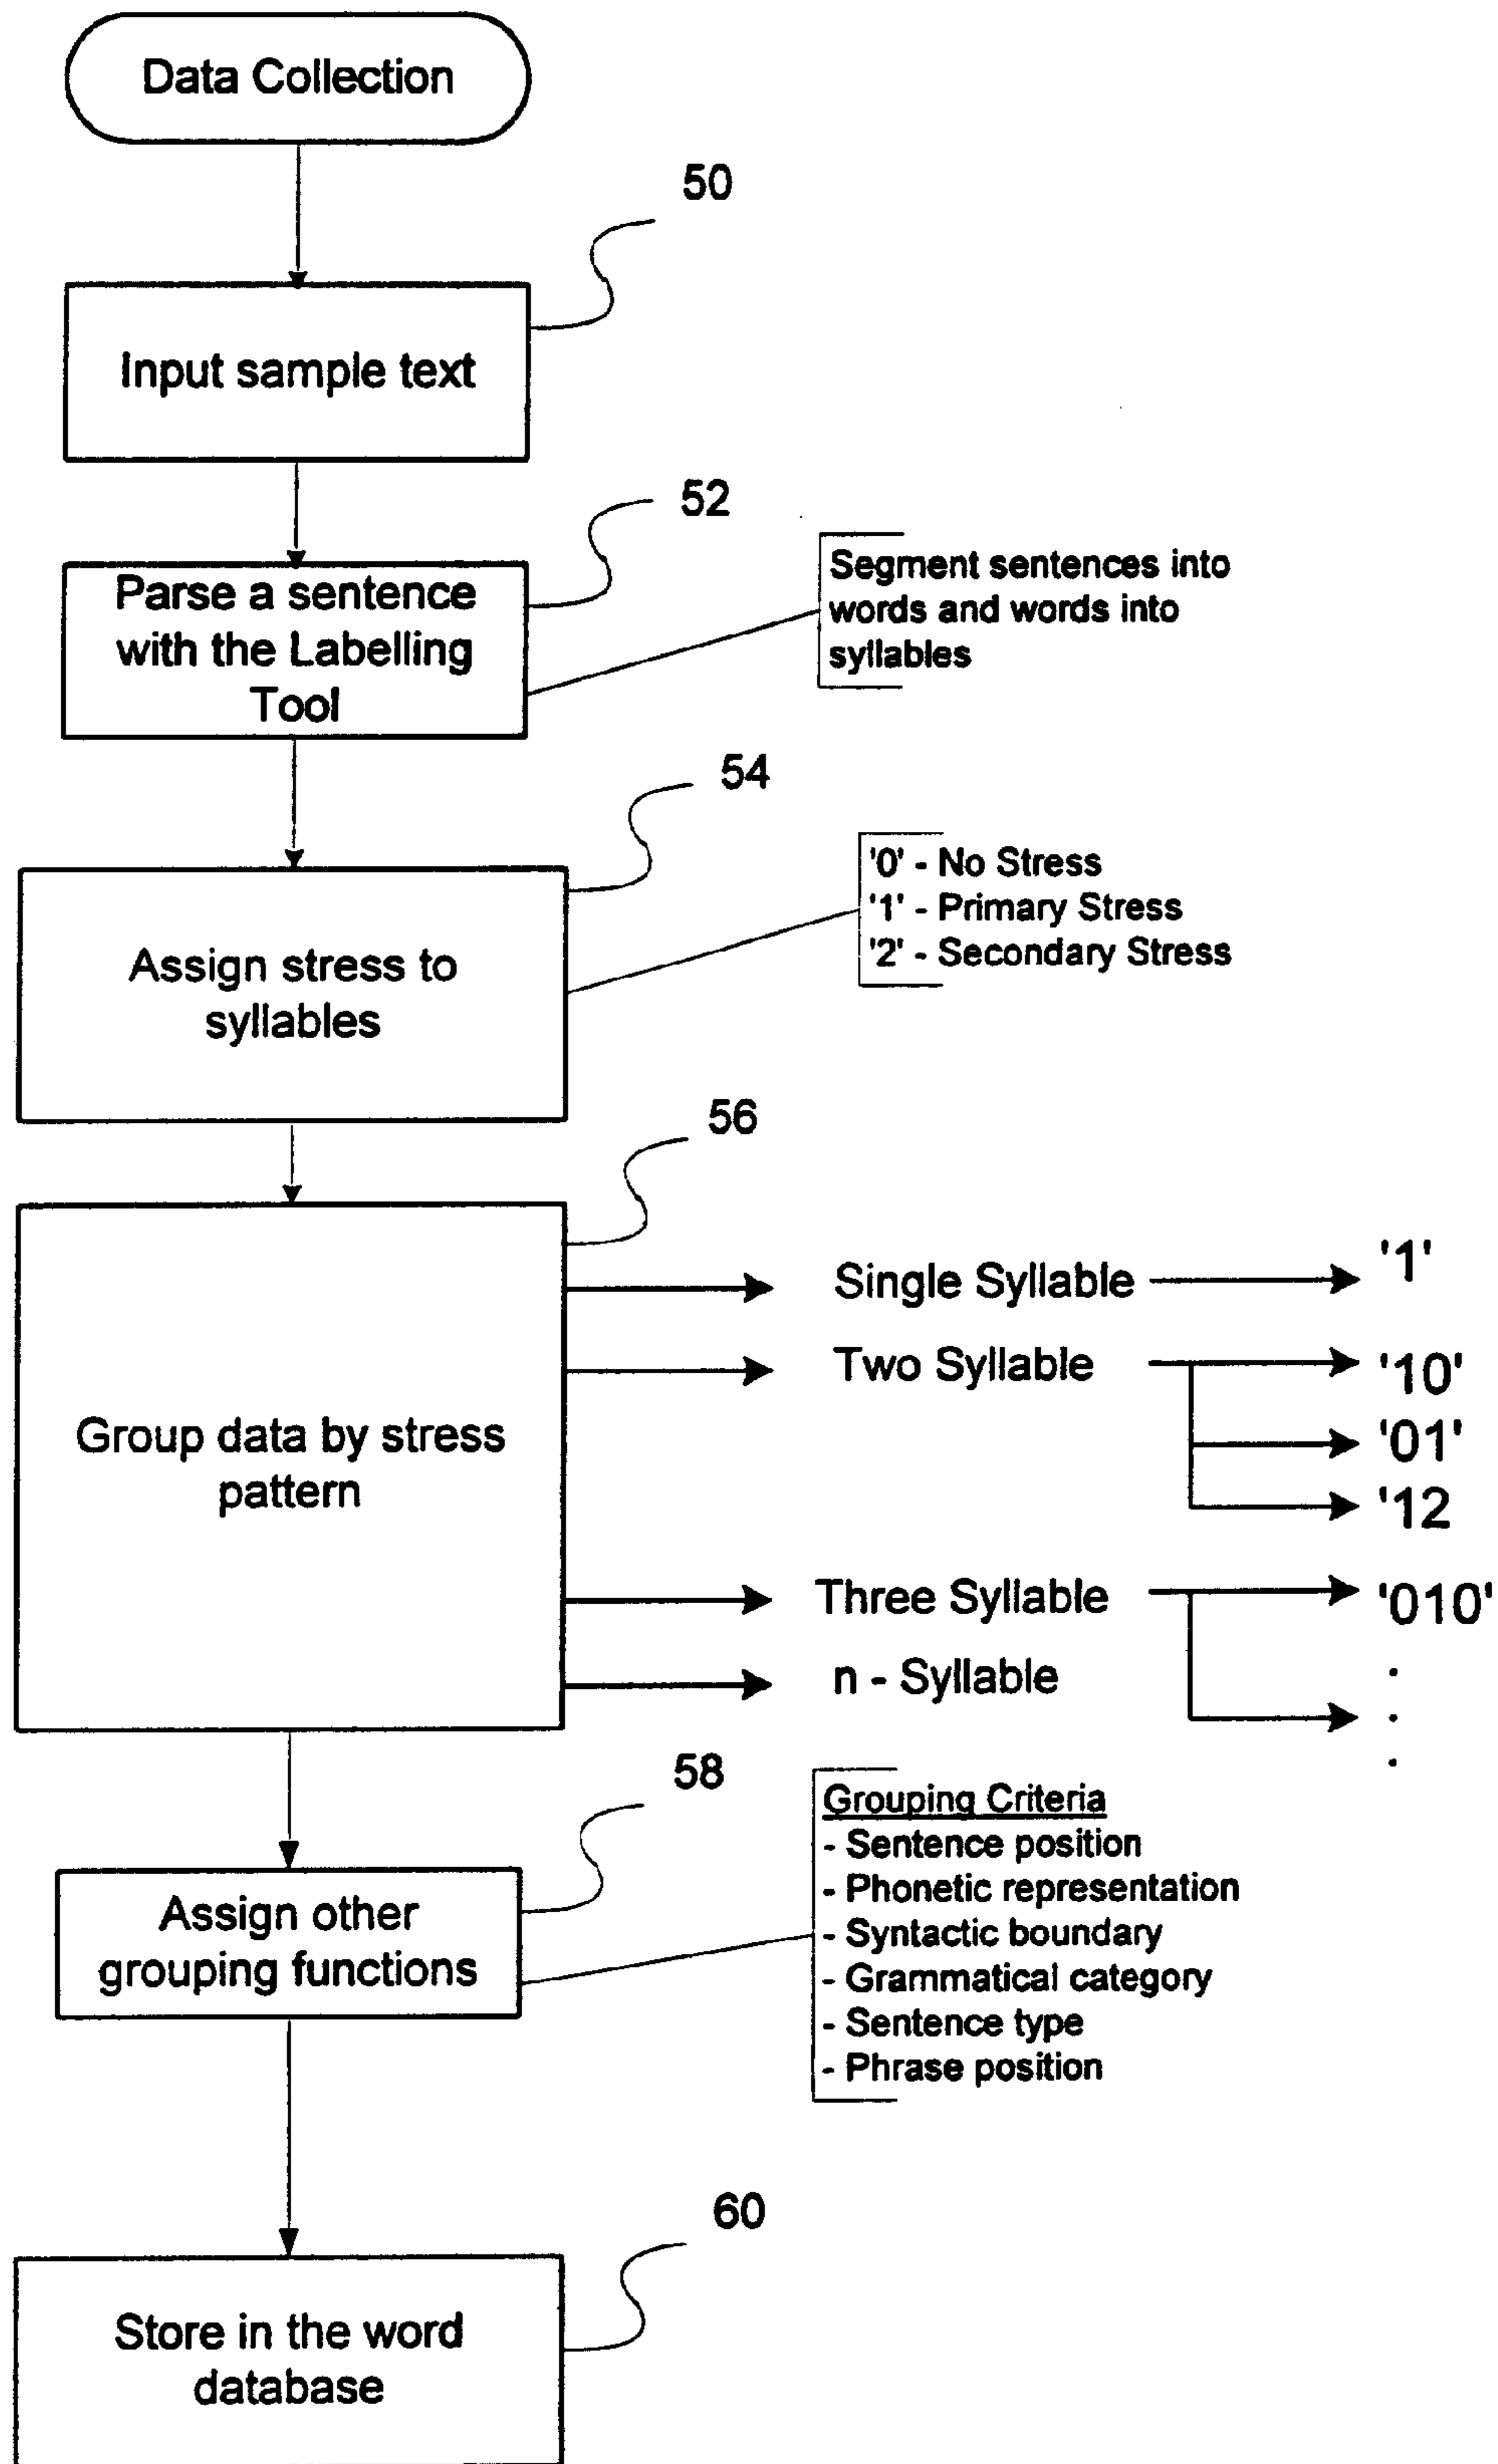 Data Collection
50
Input sample text
52
Parse a sentence
with the Labelling
Tool
Segment sentences into
words and words into
syllables
54
Assign stress to
syllables
'0' - No Stress
'1' - Primary Stress
'2' - Secondary Stress
56
Group data by stress
pattern
Single Syllable
'1'
Two Syllable
'10'
'01'
'12
Three Syllable
'010'
n - Syllable
.
.
.
58
Assign other
grouping functions
Grouping Criteria
- Sentence position
- Phonetic representation
- Syntactic boundary
- Grammatical category
- Sentence type
- Phrase position
60
Store in the word
database